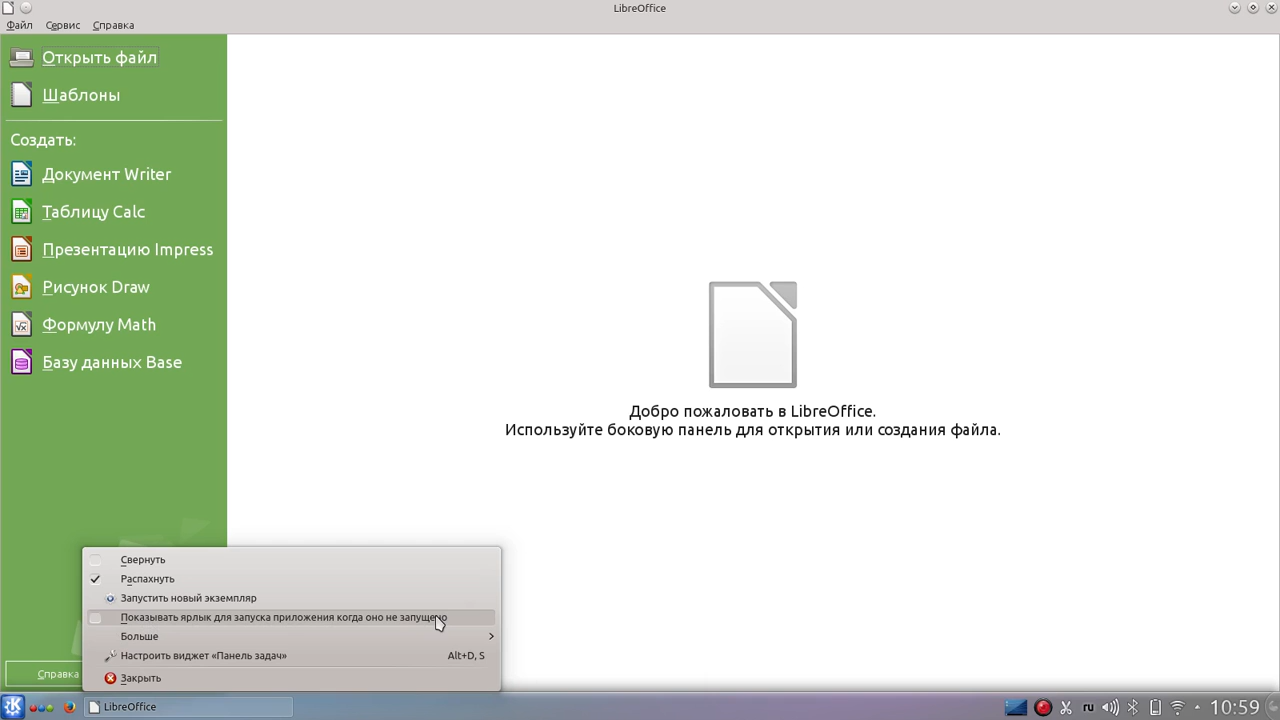 LibreOffice
Файл Сервис Справка
Открыть файл
Шаблоны
Создать:
Документ Writer
Таблицу Calc
Презентацию Impress
Рисунок Draw
Формулу Math
Базу данных Base
Добро пожаловать в LibreOffice.
Используйте боковую панель для открытия или создания файла.
Свернуть
Распахнуть
Запустить новый экземпляр
Показывать ярлык для запуска приложения когда оно не запущено
Больше
Настроить виджет «Панель задач» Alt+D, S
Закрыть
Справка
LibreOffice
ru
10:59